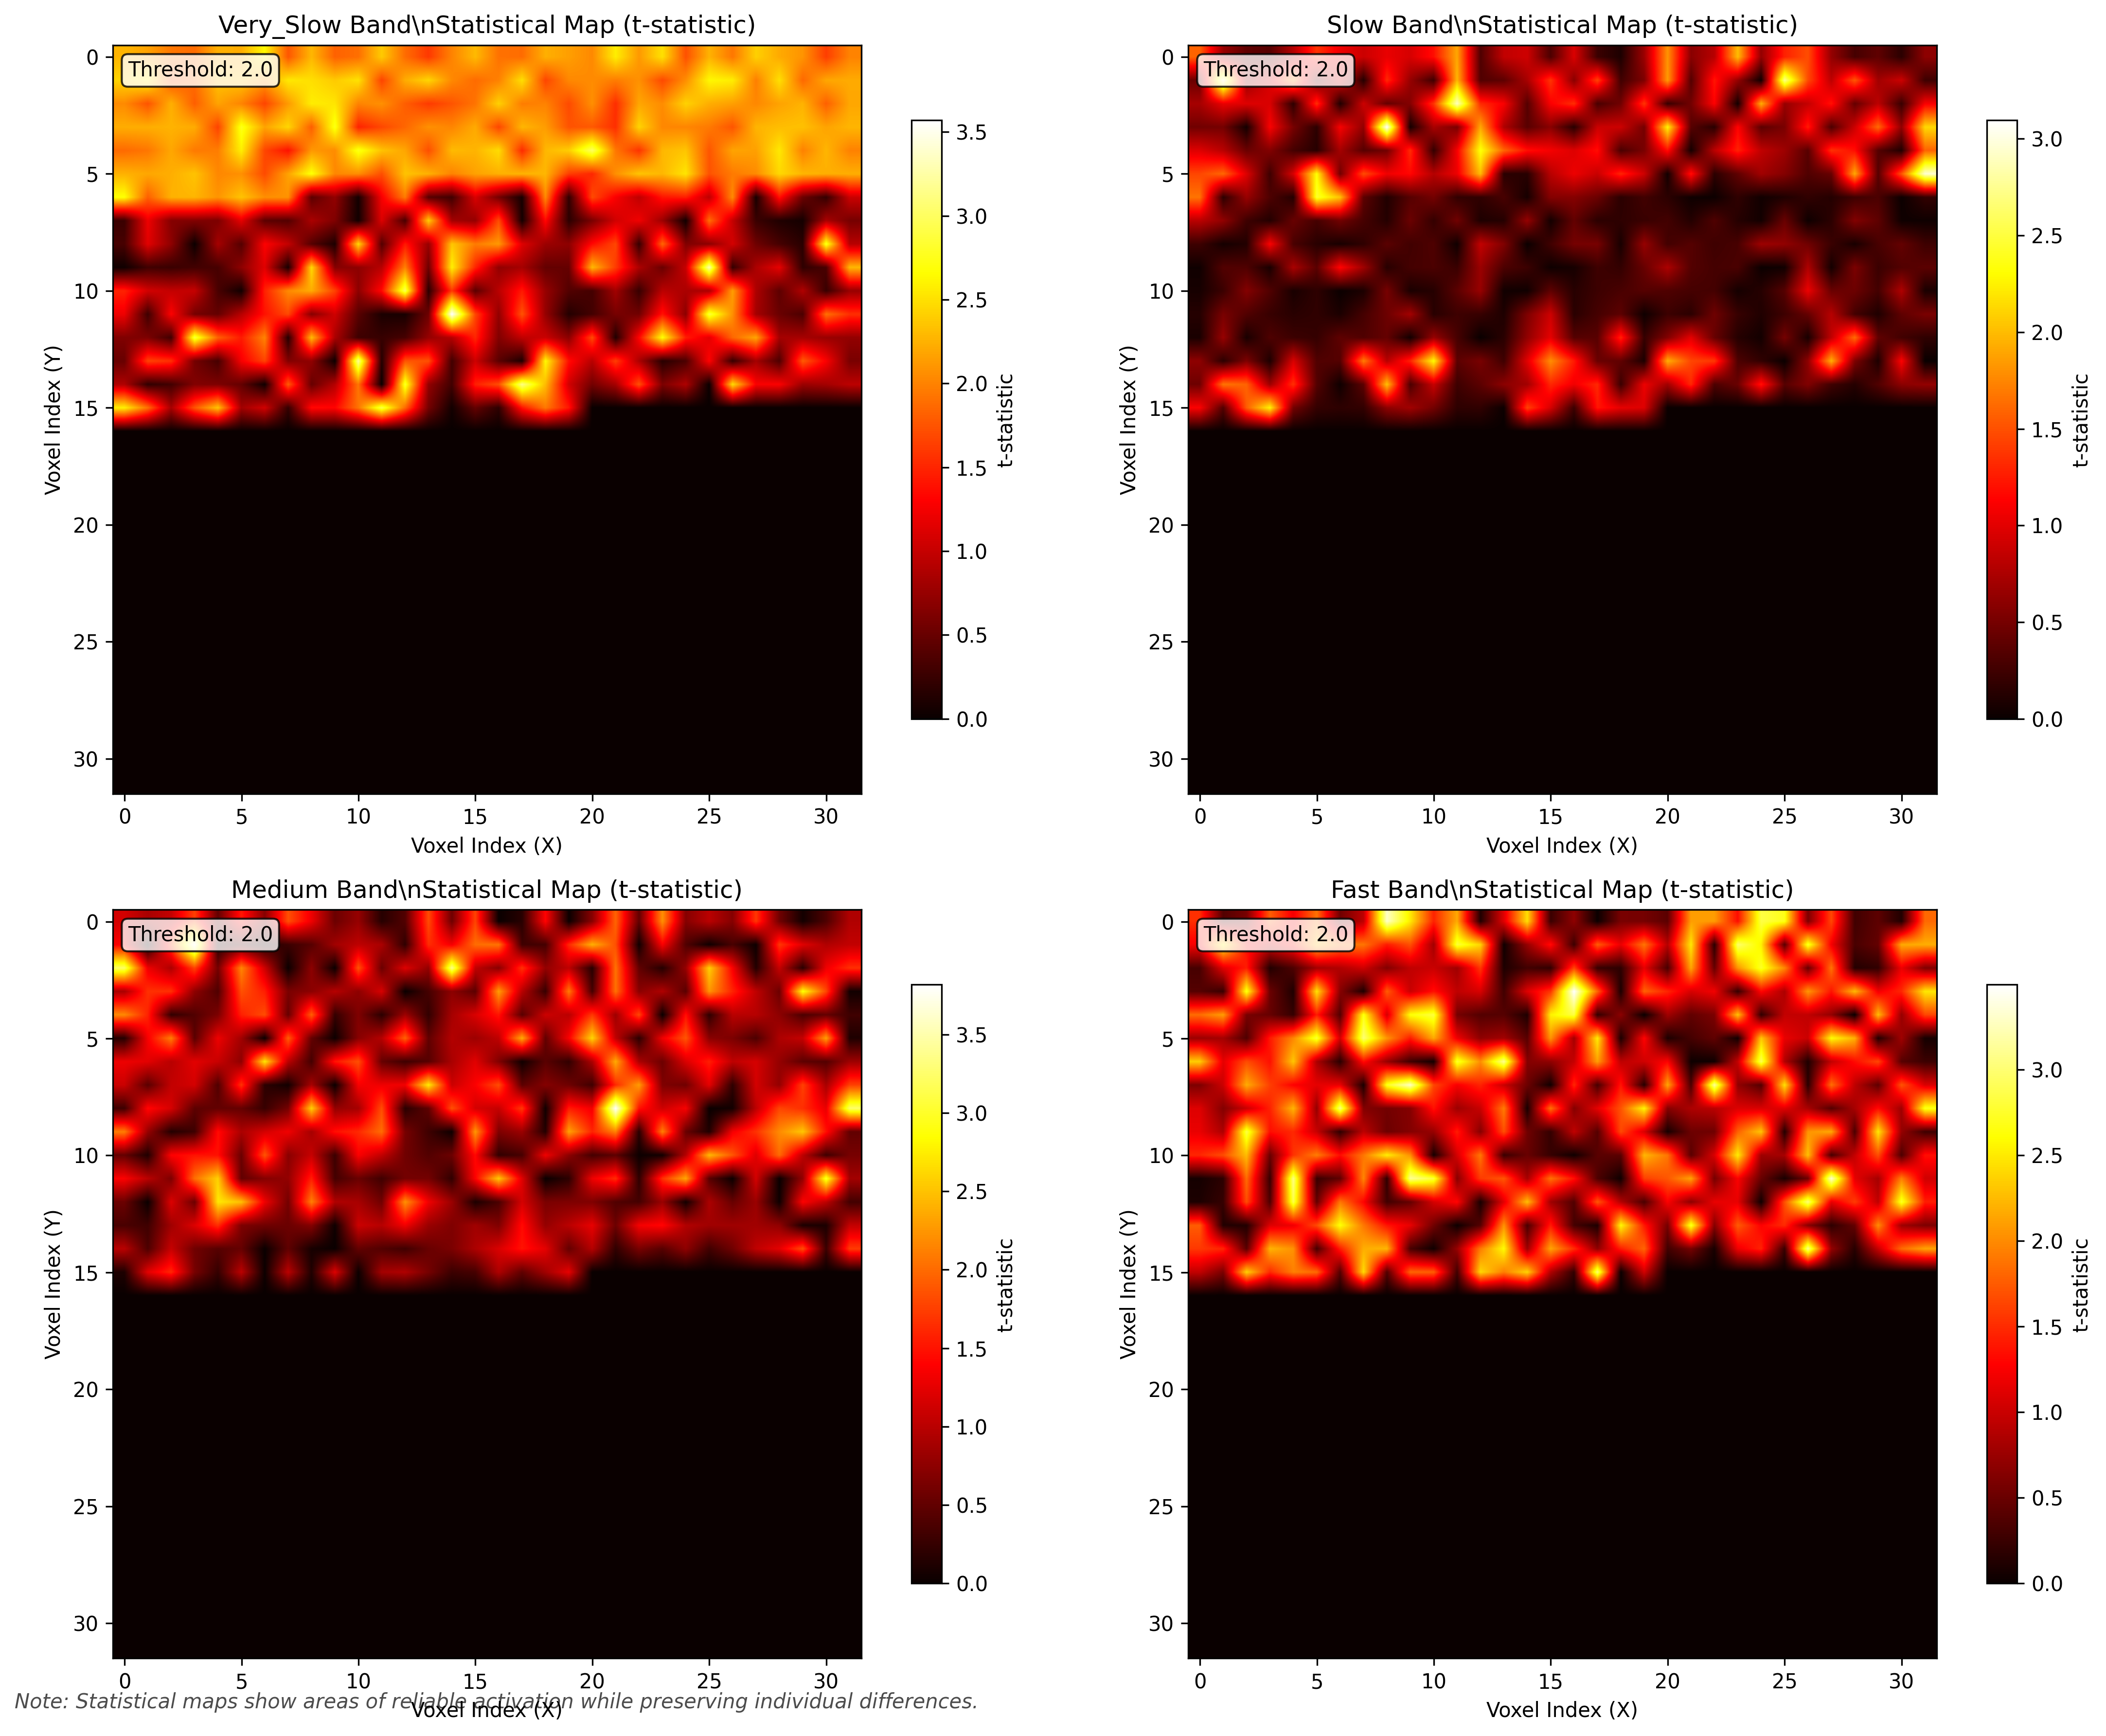 Very_Slow Band\nStatistical Map (t-statistic)
Threshold: 2.0
0
5
10
15
20
25
30
Voxel Index (Y)
0 5 10 15 20 25 30
Voxel Index (X)
3.5
3.0
2.5
2.0
1.5
1.0
0.5
0.0
t-statistic
Slow Band\nStatistical Map (t-statistic)
Threshold: 2.0
0
5
10
15
20
25
30
Voxel Index (Y)
0 5 10 15 20 25 30
Voxel Index (X)
3.0
2.5
2.0
1.5
1.0
0.5
0.0
t-statistic
Medium Band\nStatistical Map (t-statistic)
Threshold: 2.0
0
5
10
15
20
25
30
Voxel Index (Y)
0 5 10 15 20 25 30
Voxel Index (X)
3.5
3.0
2.5
2.0
1.5
1.0
0.5
0.0
t-statistic
Fast Band\nStatistical Map (t-statistic)
Threshold: 2.0
0
5
10
15
20
25
30
Voxel Index (Y)
0 5 10 15 20 25 30
Voxel Index (X)
3.0
2.5
2.0
1.5
1.0
0.5
0.0
t-statistic
Note: Statistical maps show areas of reliable activation while preserving individual differences.